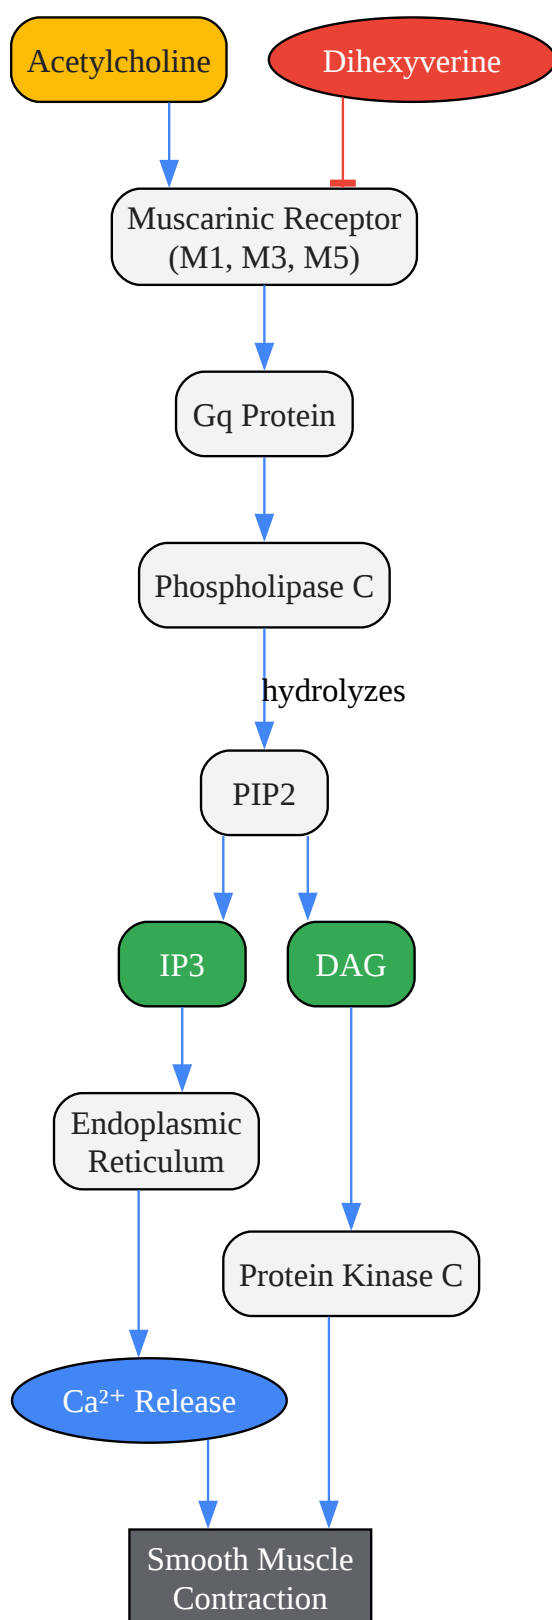 Acetylcholine
Dihexyverine
Muscarinic Receptor
(M1, M3, M5)
Gq Protein
Phospholipase C
hydrolyzes
PIP2
IP3
DAG
Endoplasmic
Reticulum
Protein Kinase C
Ca²⁺ Release
Smooth Muscle
Contraction